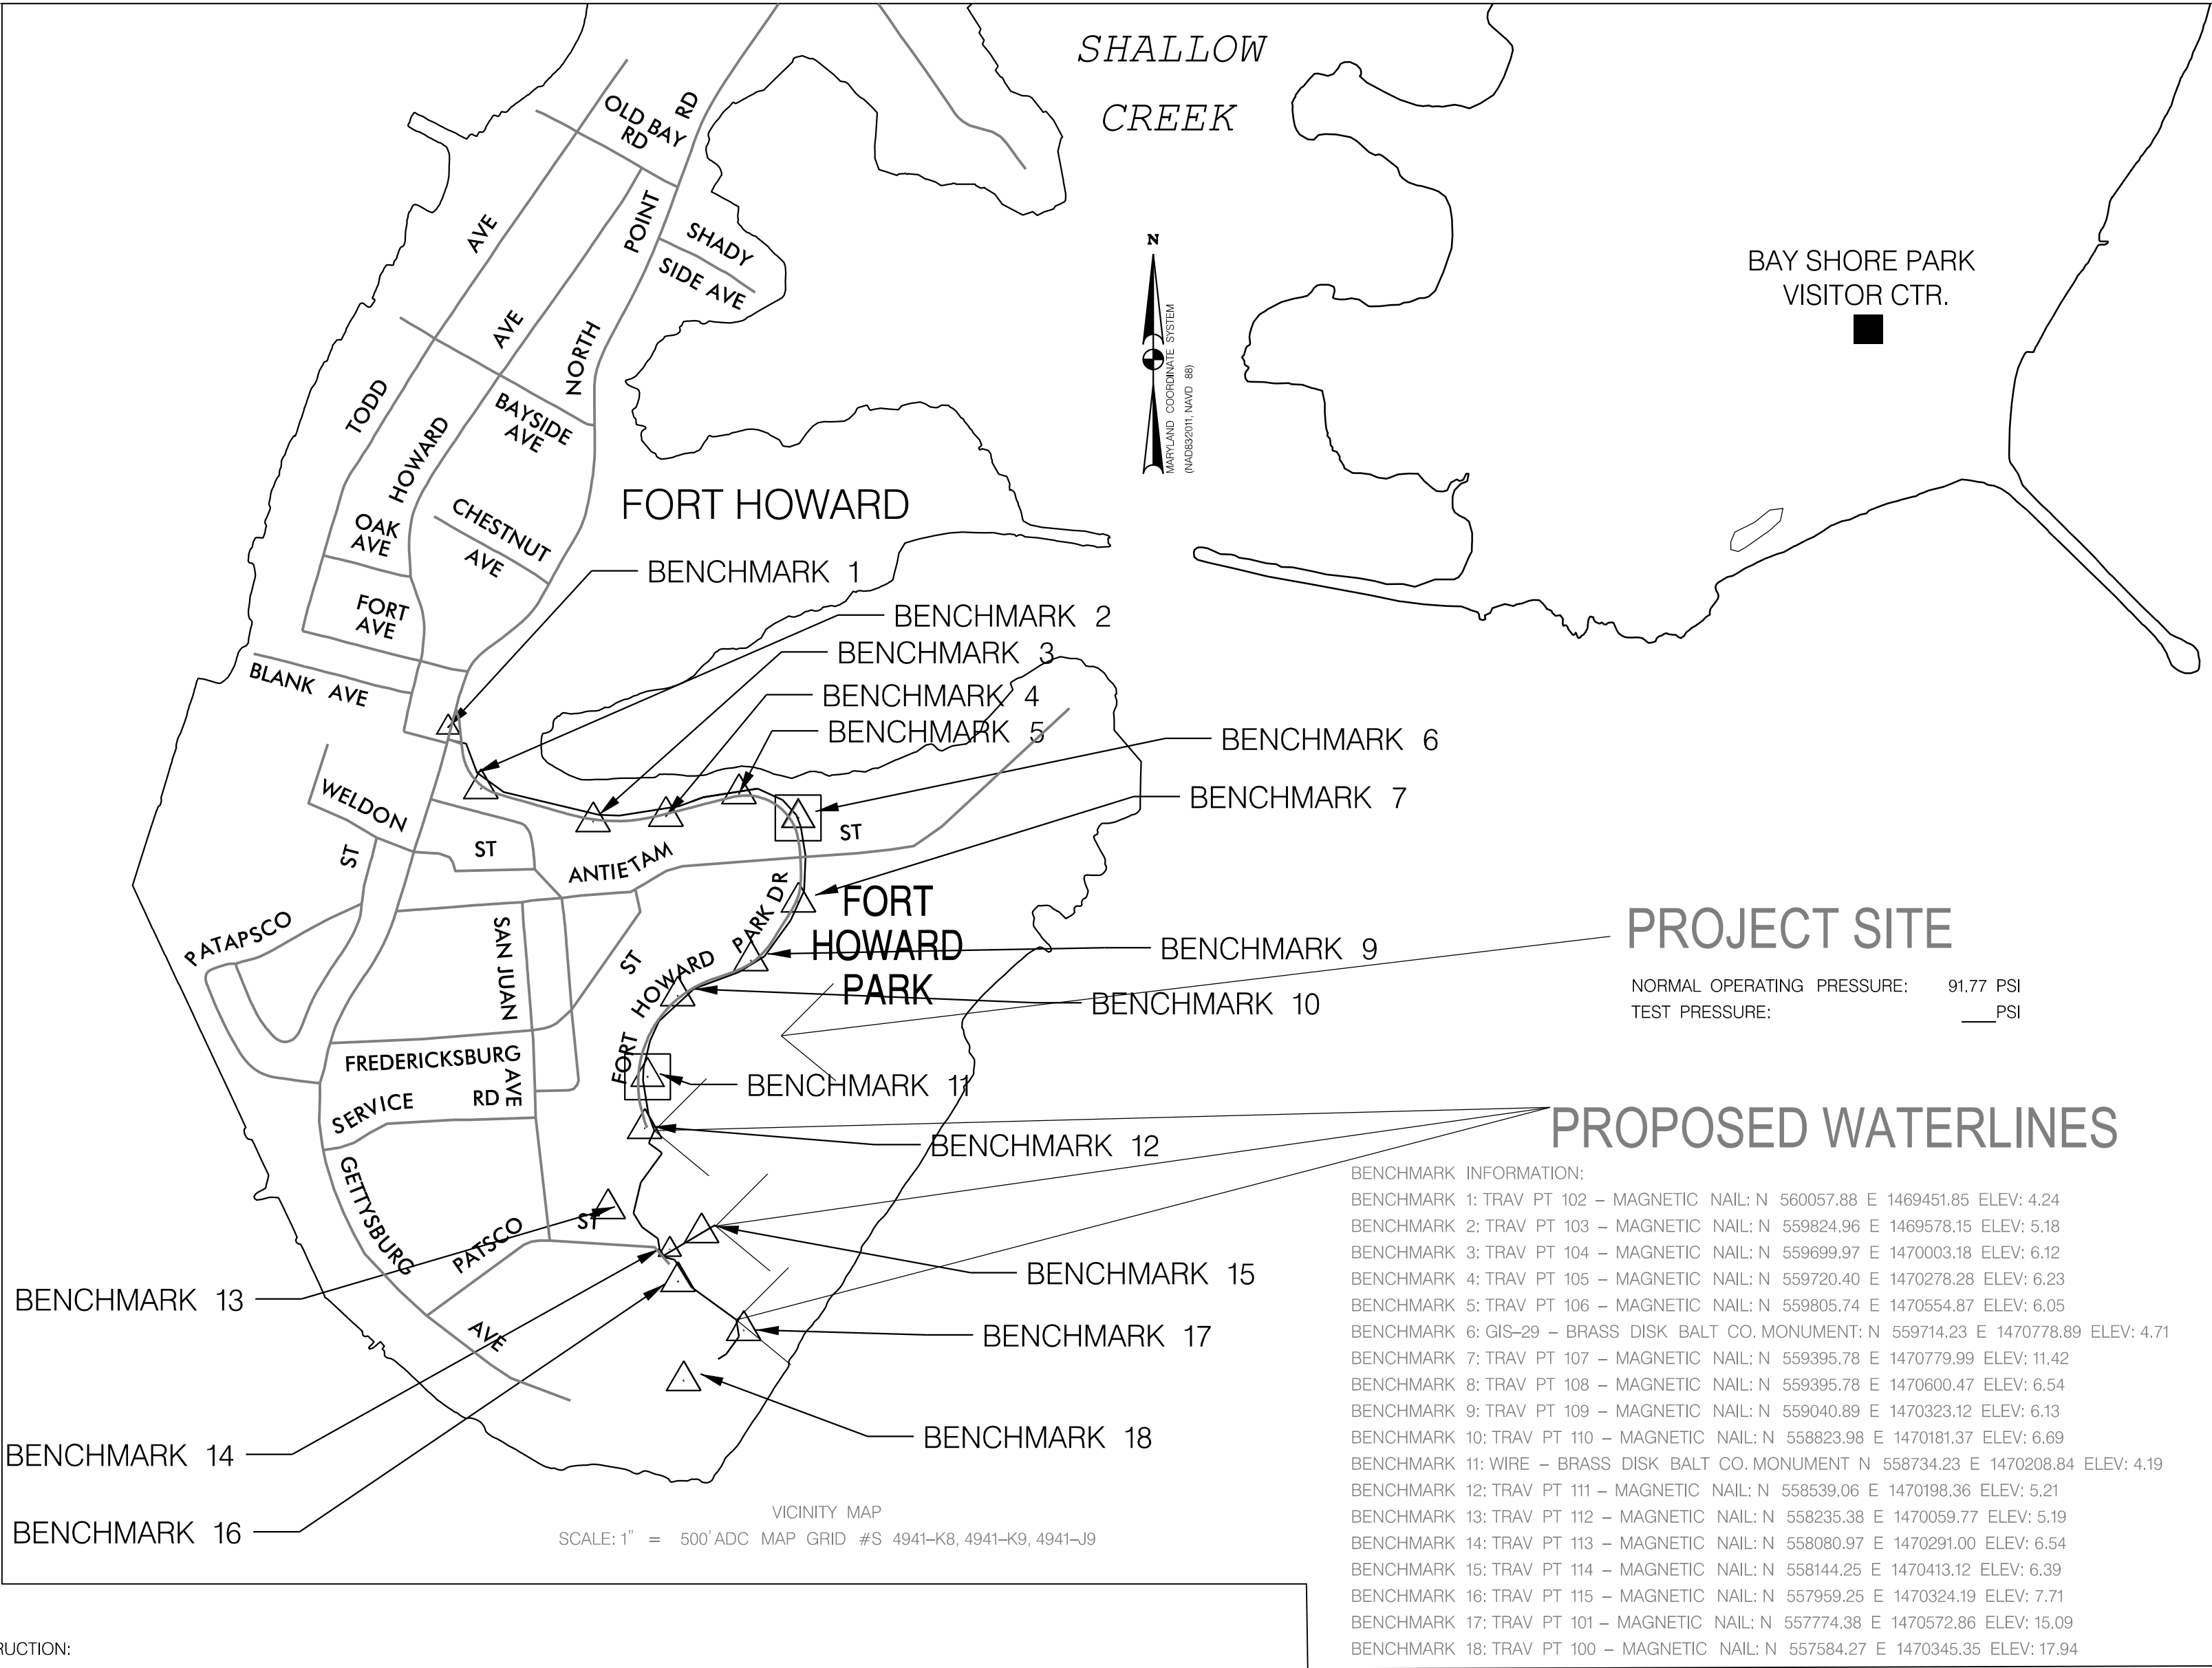 SHALLOW
CREEK
OLD BAY
RD
RD
AVE
POINT
SHADY
SIDE AVE
N
MARYLAND COORDINATE SYSTEM
(NAD83/2011, NAVD 88)
BAY SHORE PARK
VISITOR CTR.
AVE
NORTH
TODD
HOWARD
BAYSIDE
AVE
FORT HOWARD
OAK
AVE
CHESTNUT
AVE
FORT
AVE
BLANK AVE
BENCHMARK 1
BENCHMARK 2
BENCHMARK 3
BENCHMARK 4
BENCHMARK 5
BENCHMARK 6
BENCHMARK 7
WELDON
ST
ST
ANTIETAM
ST
PATAPSCO
SAN JUAN
AVE
ST
FORT
HOWARD
PARK DR
FORT
HOWARD
PARK
BENCHMARK 9
BENCHMARK 10
BENCHMARK 11
BENCHMARK 12
FREDERICKSBURG
SERVICE RD
GETTYSBURG
AVE
PATSCO
ST
BENCHMARK 13
BENCHMARK 14
BENCHMARK 15
BENCHMARK 16
BENCHMARK 17
BENCHMARK 18
VICINITY MAP
SCALE: 1" = 500' ADC MAP GRID #S 4941-K8, 4941-K9, 4941-J9
PROJECT SITE
NORMAL OPERATING PRESSURE: 91.77 PSI
TEST PRESSURE: ___PSI
PROPOSED WATERLINES
BENCHMARK INFORMATION:
BENCHMARK 1: TRAV PT 102 – MAGNETIC NAIL: N 560057.88 E 1469451.85 ELEV: 4.24
BENCHMARK 2: TRAV PT 103 – MAGNETIC NAIL: N 559824.96 E 1469578.15 ELEV: 5.18
BENCHMARK 3: TRAV PT 104 – MAGNETIC NAIL: N 559699.97 E 1470003.18 ELEV: 6.12
BENCHMARK 4: TRAV PT 105 – MAGNETIC NAIL: N 559720.40 E 1470278.28 ELEV: 6.23
BENCHMARK 5: TRAV PT 106 – MAGNETIC NAIL: N 559805.74 E 1470554.87 ELEV: 6.05
BENCHMARK 6: GIS–29 – BRASS DISK BALT CO. MONUMENT: N 559714.23 E 1470778.89 ELEV: 4.71
BENCHMARK 7: TRAV PT 107 – MAGNETIC NAIL: N 559395.78 E 1470779.99 ELEV: 11.42
BENCHMARK 8: TRAV PT 108 – MAGNETIC NAIL: N 559395.78 E 1470600.47 ELEV: 6.54
BENCHMARK 9: TRAV PT 109 – MAGNETIC NAIL: N 559040.89 E 1470323.12 ELEV: 6.13
BENCHMARK 10: TRAV PT 110 – MAGNETIC NAIL: N 558823.98 E 1470181.37 ELEV: 6.69
BENCHMARK 11: WIRE – BRASS DISK BALT CO. MONUMENT N 558734.23 E 1470208.84 ELEV: 4.19
BENCHMARK 12: TRAV PT 111 – MAGNETIC NAIL: N 558539.06 E 1470198.36 ELEV: 5.21
BENCHMARK 13: TRAV PT 112 – MAGNETIC NAIL: N 558235.38 E 1470059.77 ELEV: 5.19
BENCHMARK 14: TRAV PT 113 – MAGNETIC NAIL: N 558080.97 E 1470291.00 ELEV: 6.54
BENCHMARK 15: TRAV PT 114 – MAGNETIC NAIL: N 558144.25 E 1470413.12 ELEV: 6.39
BENCHMARK 16: TRAV PT 115 – MAGNETIC NAIL: N 557959.25 E 1470324.19 ELEV: 7.71
BENCHMARK 17: TRAV PT 101 – MAGNETIC NAIL: N 557774.38 E 1470572.86 ELEV: 15.09
BENCHMARK 18: TRAV PT 100 – MAGNETIC NAIL: N 557584.27 E 1470345.35 ELEV: 17.94
RUCTION: